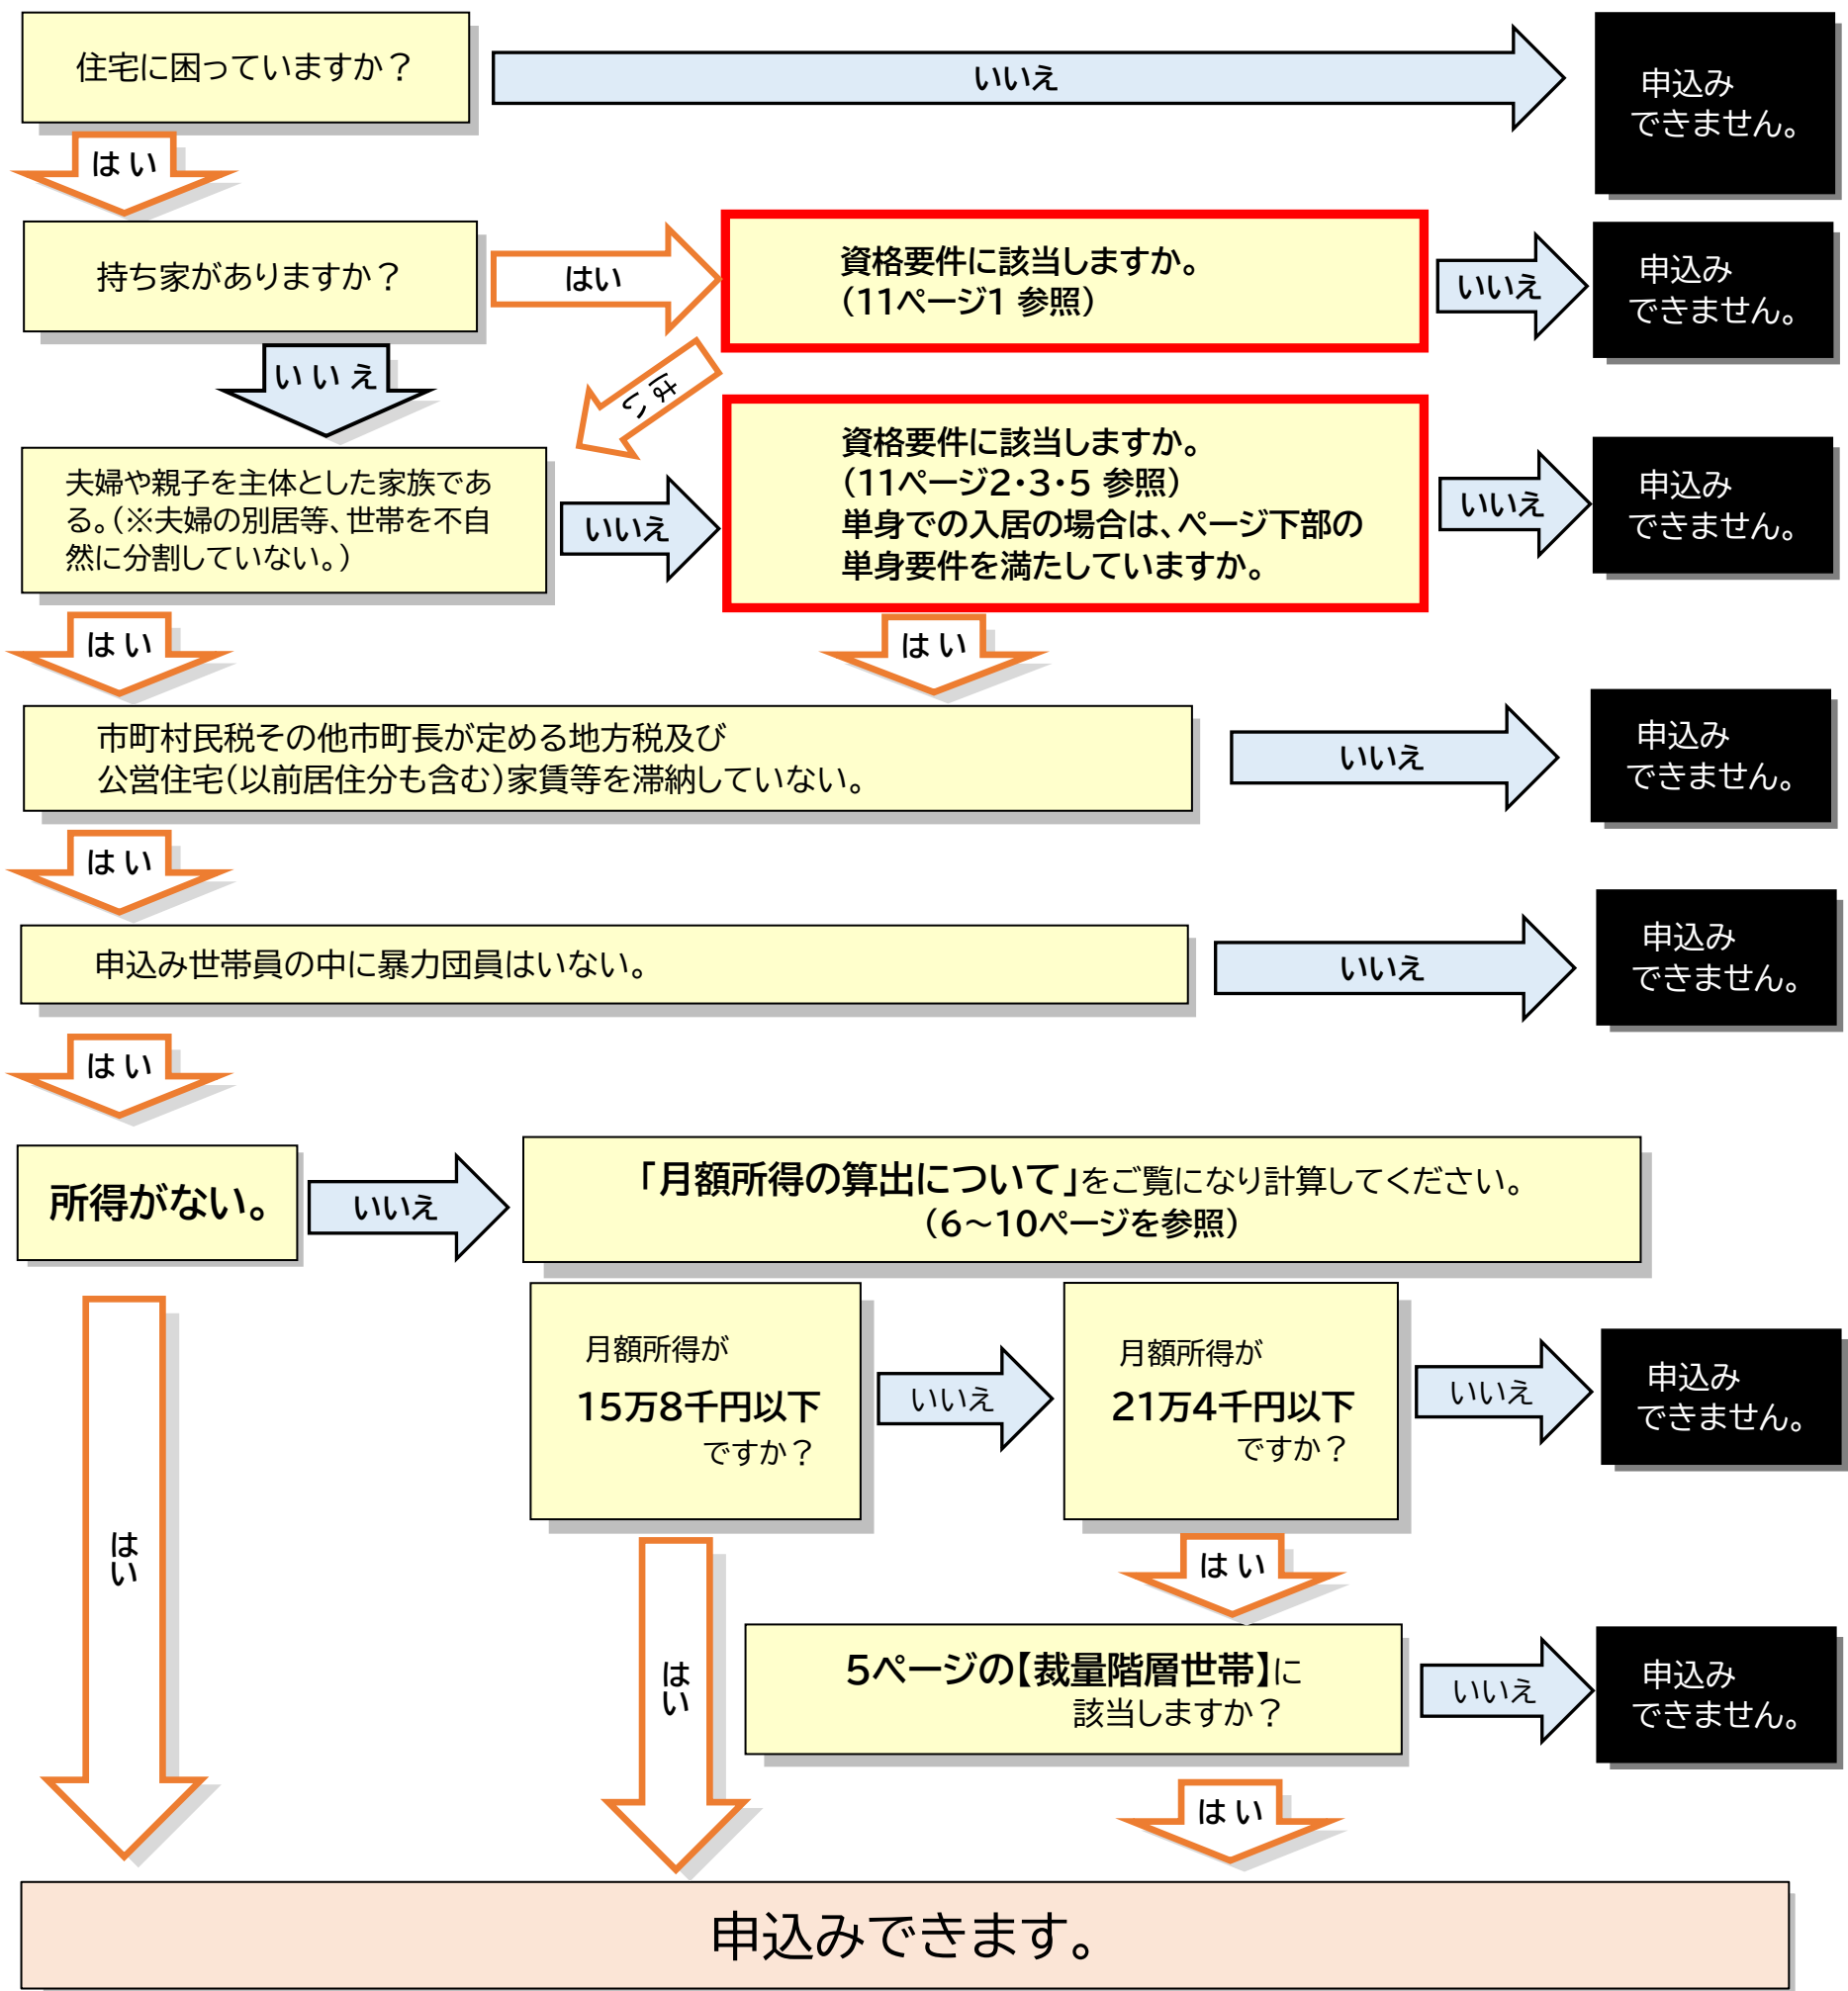 住宅に困っていますか？
いいえ
申込み
できません。
はい
持ち家がありますか？
はい
資格要件に該当しますか。
（11ページ1 参照）
いいえ
申込み
できません。
いいえ
はい
夫婦や親子を主体とした家族であ
る。（※夫婦の別居等、世帯を不自
然に分割していない。）
いいえ
資格要件に該当しますか。
（11ページ2・3・5 参照）
単身での入居の場合は、ページ下部の
単身要件を満たしていますか。
いいえ
申込み
できません。
はい
はい
市町村民税その他市町長が定める地方税及び
公営住宅（以前居住分も含む）家賃等を滞納していない。
いいえ
申込み
できません。
はい
申込み世帯員の中に暴力団員はいない。
いいえ
申込み
できません。
はい
所得がない。
いいえ
「月額所得の算出について」をご覧になり計算してください。
（6～10ページを参照）
月額所得が
15万8千円以下
ですか？
いいえ
月額所得が
21万4千円以下
ですか？
いいえ
申込み
できません。
はい
はい
はい
5ページの【裁量階層世帯】に
該当しますか？
いいえ
申込み
できません。
はい
申込みできます。